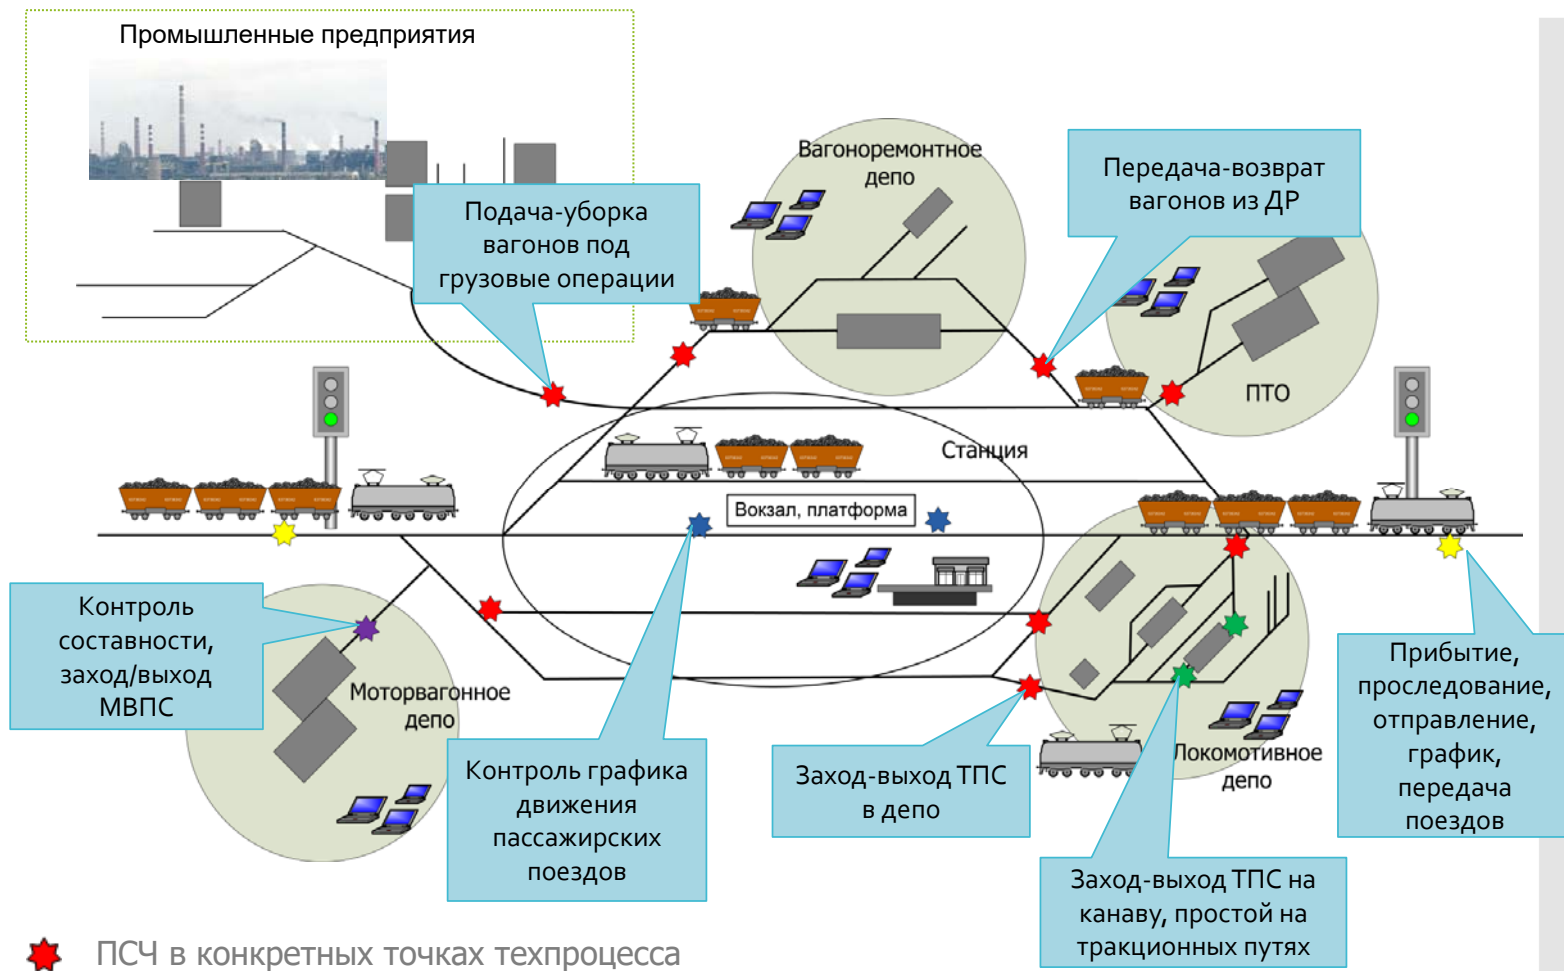 Промышленные предприятия
Вагоноремонтное
депо
Передача-возврат
вагонов из ДР
Подача-уборка
вагонов под
грузовые операции
ПТО
Станция
Вокзал, платформа
Контроль
составности,
заход/выход
МВПС
Моторвагонное
депо
Контроль графика
движения
пассажирских
поездов
Заход-выход ТПС
в депо
Локомотивное
депо
Прибытие,
проследование,
отправление,
график,
передача
поездов
Заход-выход ТПС на
канаву, простой на
тракционных путях
ПСЧ в конкретных точках техпроцесса